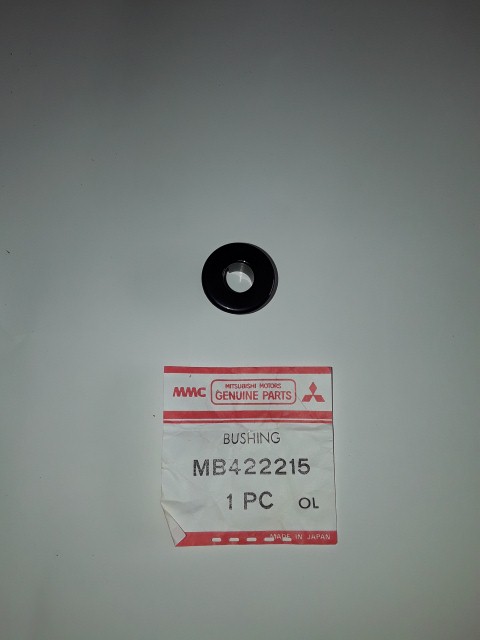 MMC MITSUBISHI MOTORS
GENUINE PARTS
BUSHING
MB422215
1 PC OL
MADE IN JAPAN